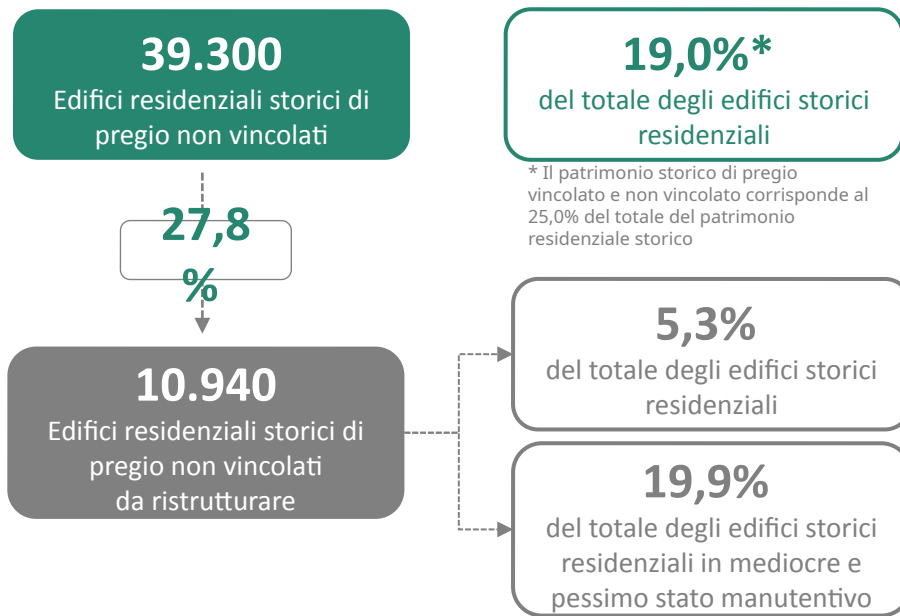 39.300
Edifici residenziali storici di
pregio non vincolati
19,0%*
del totale degli edifici storici
residenziali
* Il patrimonio storico di pregio
vincolato e non vincolato corrisponde al
25,0% del totale del patrimonio
residenziale storico
27,8
%
10.940
Edifici residenziali storici di
pregio non vincolati
da ristrutturare
5,3%
del totale degli edifici storici
residenziali
19,9%
del totale degli edifici storici
residenziali in mediocre e
pessimo stato manutentivo